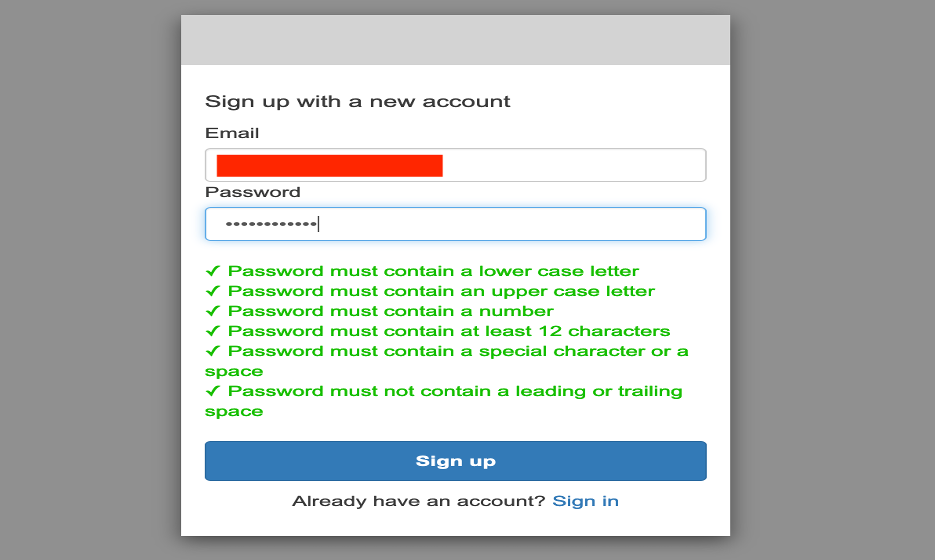 Sign up with a new account
Email
Password
••••••••••••
✓ Password must contain a lower case letter
✓ Password must contain an upper case letter
✓ Password must contain a number
✓ Password must contain at least 12 characters
✓ Password must contain a special character or a
space
✓ Password must not contain a leading or trailing
space
Sign up
Already have an account? Sign in